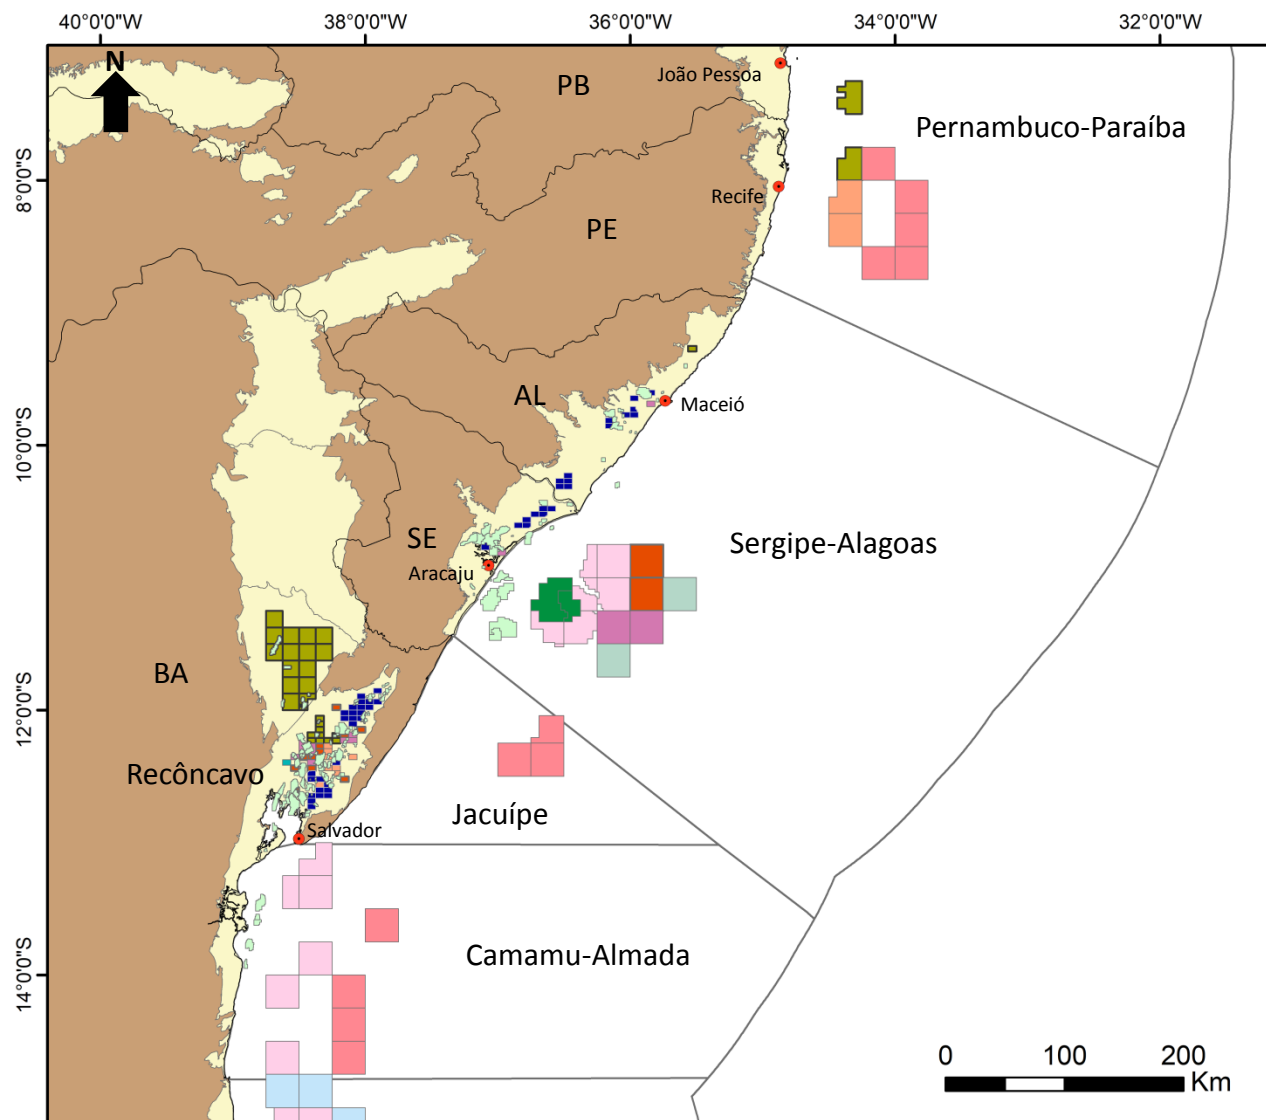 40°0'0"W 38°0'0"W 36°0'0"W 34°0'0"W 32°0'0"W
N
João Pessoa
PB
Pernambuco-Paraíba
8°0'0"S
Recife
PE
AL
Maceió
10°0'0"S
SE
Sergipe-Alagoas
Aracaju
BA
12°0'0"S
Recôncavo
Jacuípe
Salvador
Camamu-Almada
14°0'0"S
0 100 200
Km